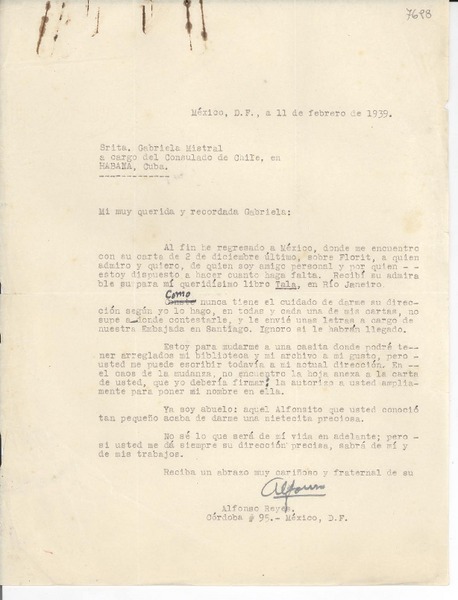 7698
México, D.F., a 11 de febrero de 1939.
Srita. Gabriela Mistral
a cargo del Consulado de Chile, en
HABANA, Cuba.
-------------
Mi muy querida y recordada Gabriela:
Al fin he regresado a México, donde me encuentro
con su carta de 2 de diciembre último, sobre Florit, a quien
admiro y quiero, de quien soy amigo personal y por quien --
estoy dispuesto a hacer cuanto haga falta. Recibí su admira
ble su para mí queridísimo libro Tala, en Río Janeiro.
Como
nunca tiene el cuidado de darme su direc-
ción según yo lo hago, en todas y cada una de mis cartas, no
supe a donde contestarle, y le envié unas letras a cargo de
nuestra Embajada en Santiago. Ignoro si le habrán llegado.
Estoy para mudarme a una casita donde podré te-
ner arreglados mi biblioteca y mi archivo a mi gusto, pero -
usted me puede escribir todavía a mi actual dirección. En --
el caos de la mudanza, no encuentro la hoja anexa a la carta
de usted, que yo debería firmar; la autorizo a usted amplia-
mente para poner mi nombre en ella.
Ya soy abuelo: aquel Alfonsito que usted conoció
tan pequeño acaba de darme una nietecita preciosa.
No sé lo que será de mi vida en adelante; pero -
si usted me dá siempre su dirección precisa, sabrá de mí y
de mis trabajos.
Reciba un abrazo muy cariñoso y fraternal de su
Alfonso
Alfonso Reyes.
Córdoba # 95.- México, D.F.